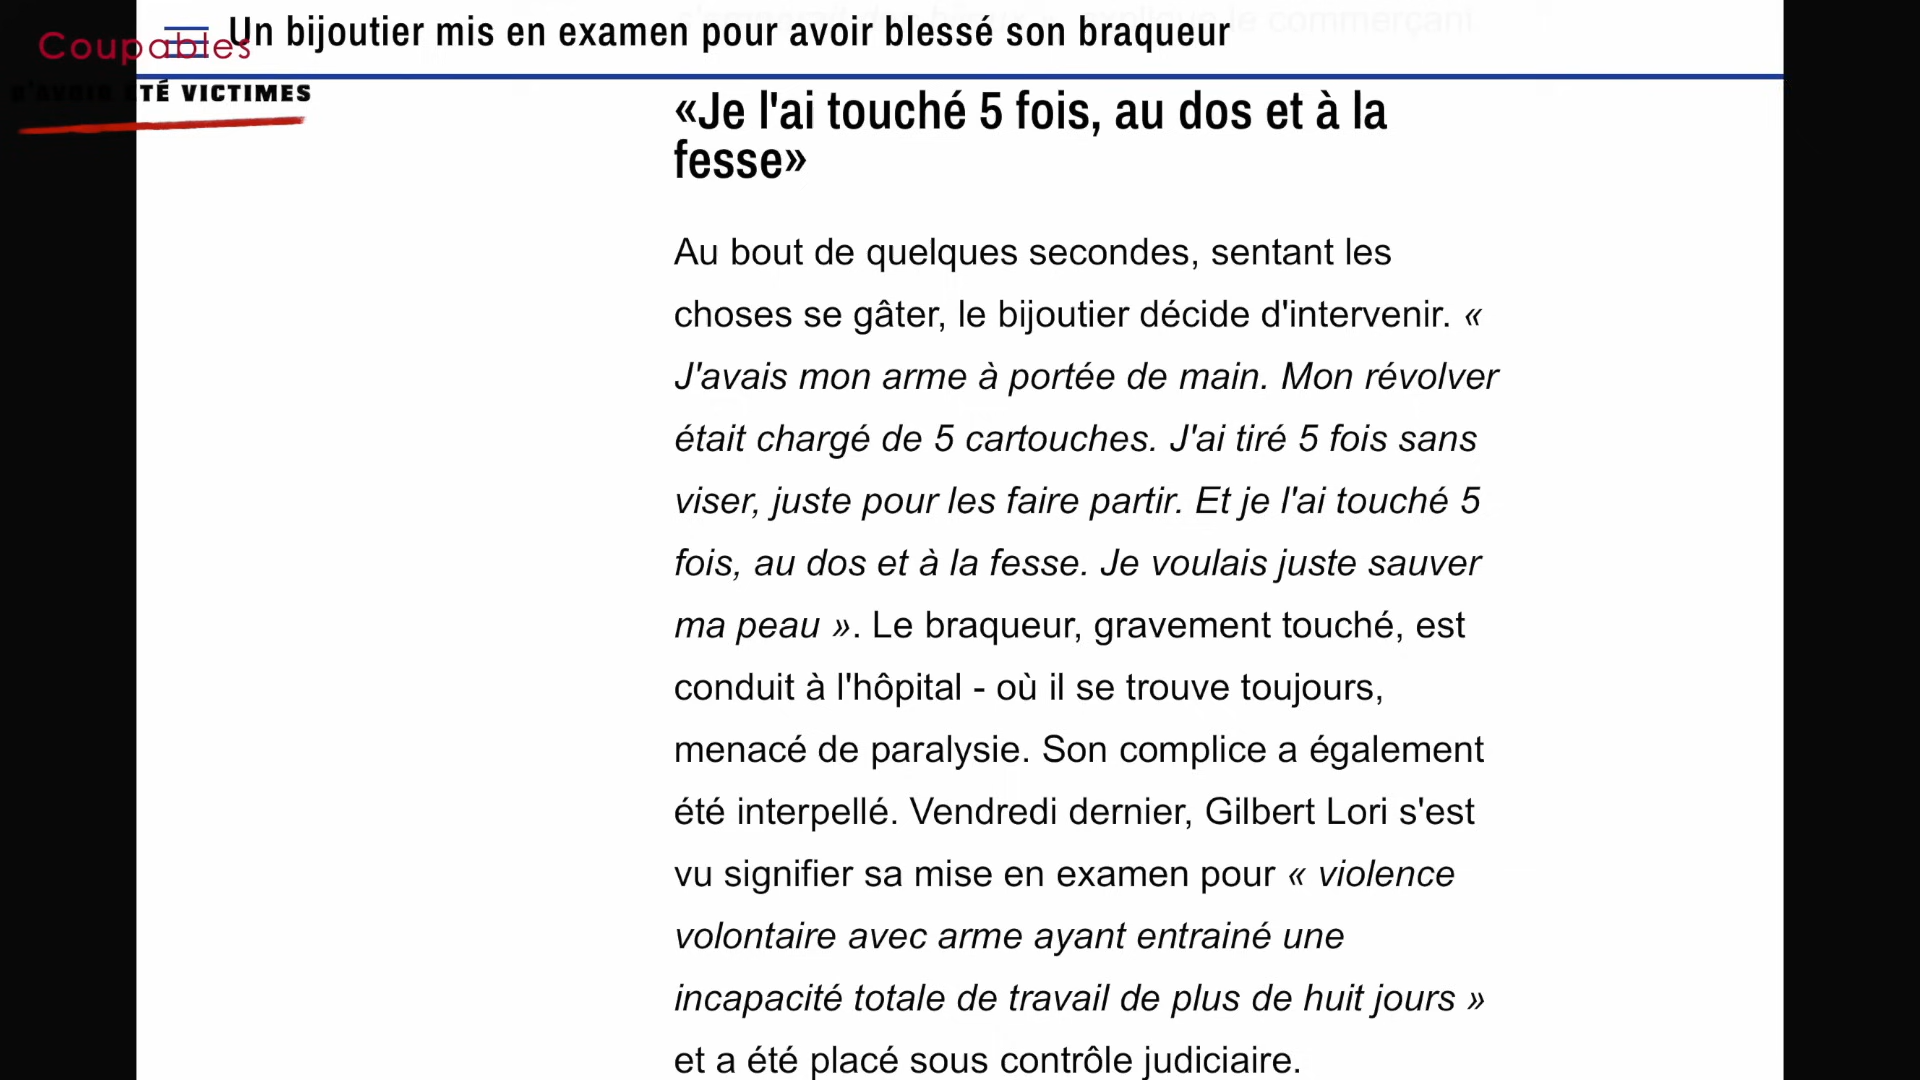 Un bijoutier mis en examen pour avoir blessé son braqueur
Coupables
D'AVOIR ÉTÉ VICTIMES
«Je l'ai touché 5 fois, au dos et à la
fesse»
Au bout de quelques secondes, sentant les
choses se gâter, le bijoutier décide d'intervenir. «
J'avais mon arme à portée de main. Mon révolver
était chargé de 5 cartouches. J'ai tiré 5 fois sans
viser, juste pour les faire partir. Et je l'ai touché 5
fois, au dos et à la fesse. Je voulais juste sauver
ma peau ». Le braqueur, gravement touché, est
conduit à l'hôpital - où il se trouve toujours,
menacé de paralysie. Son complice a également
été interpellé. Vendredi dernier, Gilbert Lori s'est
vu signifier sa mise en examen pour « violence
volontaire avec arme ayant entrainé une
incapacité totale de travail de plus de huit jours »
et a été placé sous contrôle judiciaire.